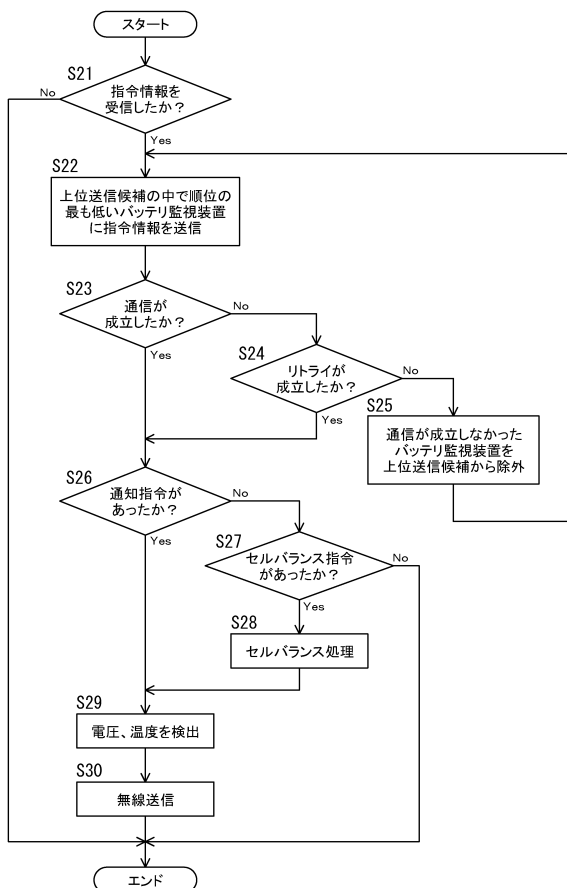 スタート
S21
指令情報を
受信したか？
No
Yes
S22
上位送信候補の中で順位の
最も低いバッテリ監視装置
に指令情報を送信
S23
通信が
成立したか？
No
Yes
S24
リトライが
成立したか？
No
Yes
S25
通信が成立しなかった
バッテリ監視装置を
上位送信候補から除外
S26
通知指令が
あったか？
No
Yes
S27
セルバランス指令
があったか？
No
Yes
S28
セルバランス処理
S29
電圧、温度を検出
S30
無線送信
エンド